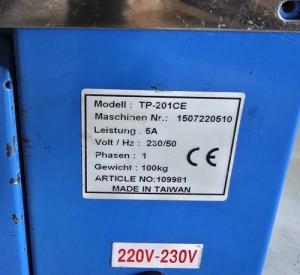 Modell : TP-201CE
Maschinen Nr.: 1507220510
Leistung : 5A
Volt / Hz : 230/50
Phasen : 1
Gewicht : 100kg
CE
ARTICLE NO:109981
MADE IN TAIWAN
220V-230V